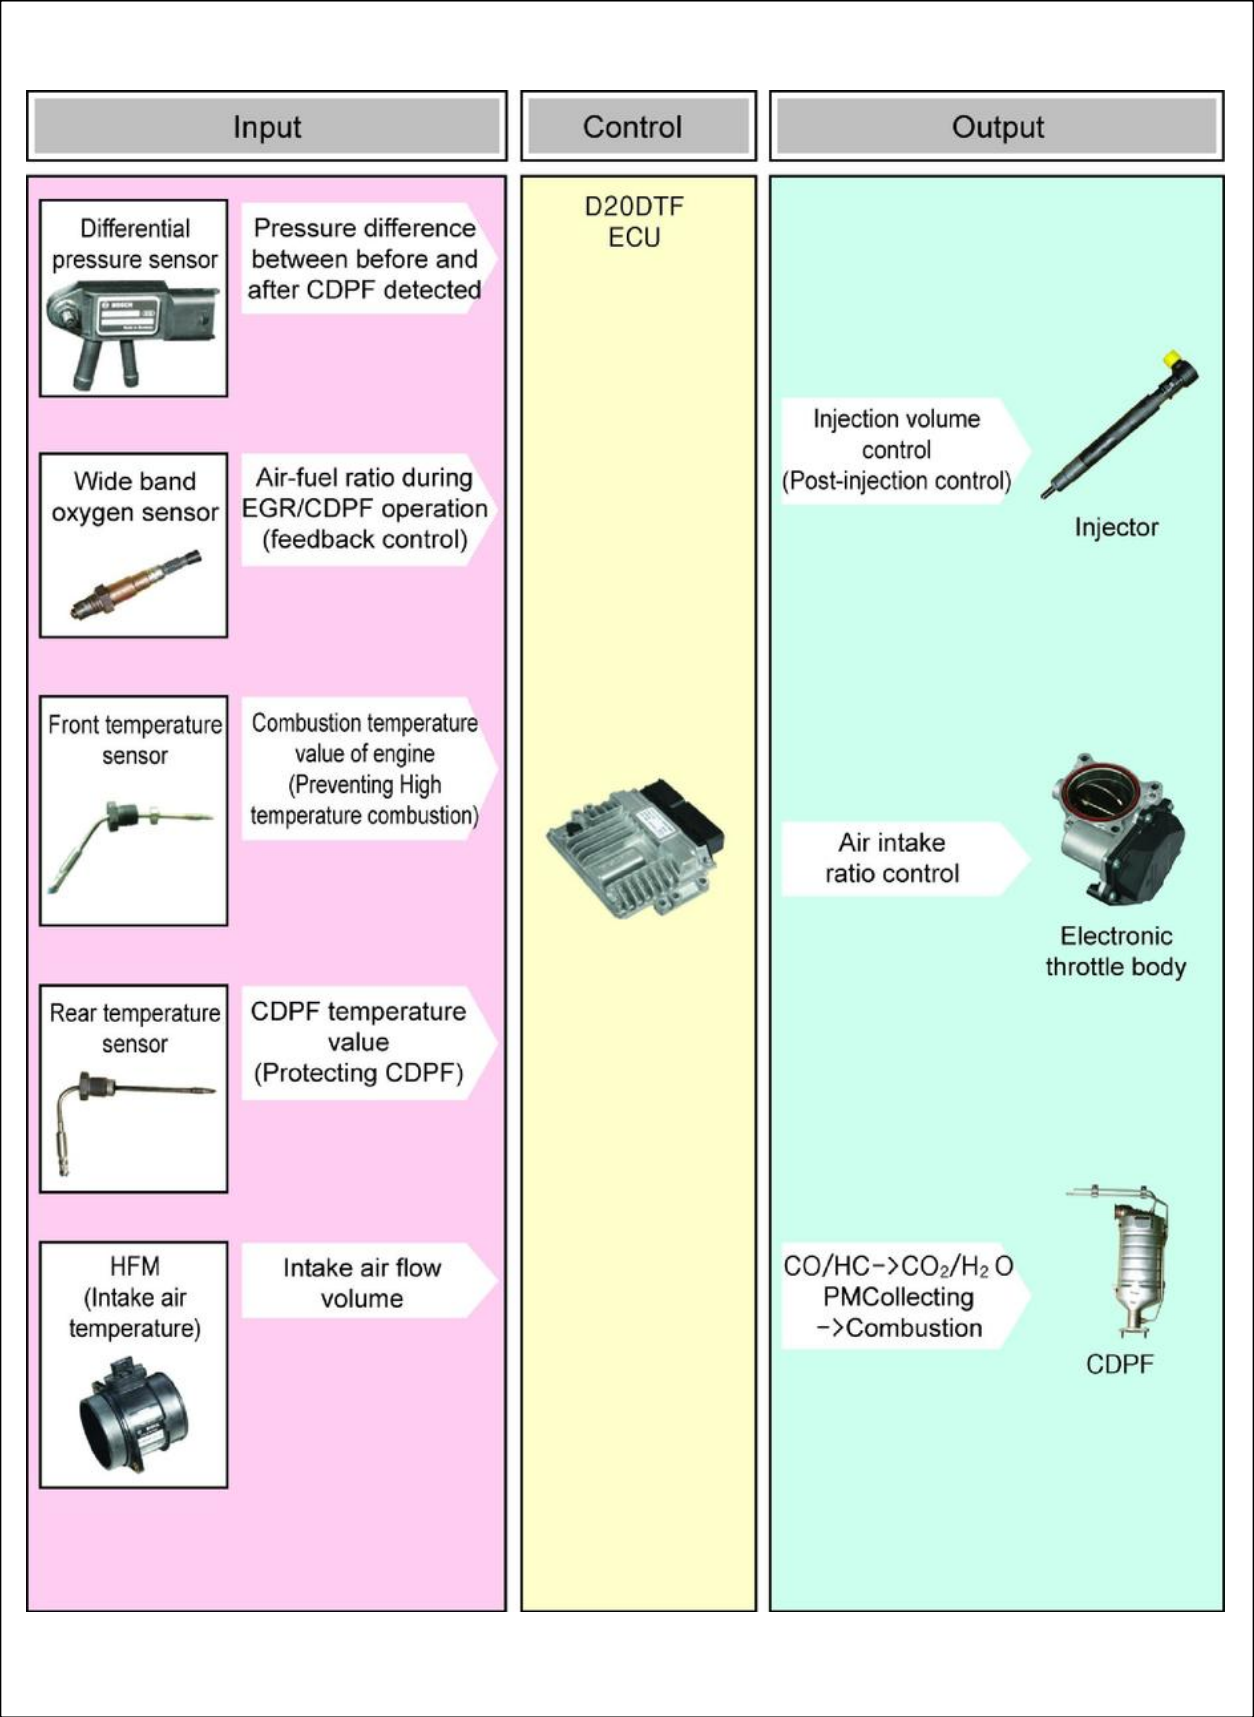 Input
Control
Output
Differential
pressure sensor
Pressure difference
between before and
after CDPF detected
BOSCH
Wide band
oxygen sensor
Air-fuel ratio during
EGR/CDPF operation
(feedback control)
Front temperature
sensor
Combustion temperature
value of engine
(Preventing High
temperature combustion)
Rear temperature
sensor
CDPF temperature
value
(Protecting CDPF)
HFM
(Intake air
temperature)
Intake air flow
volume
D20DTF
ECU
Injection volume
control
(Post-injection control)
Injector
Air intake
ratio control
Electronic
throttle body
CO/HC->CO₂/H₂ O
PMCollecting
->Combustion
CDPF